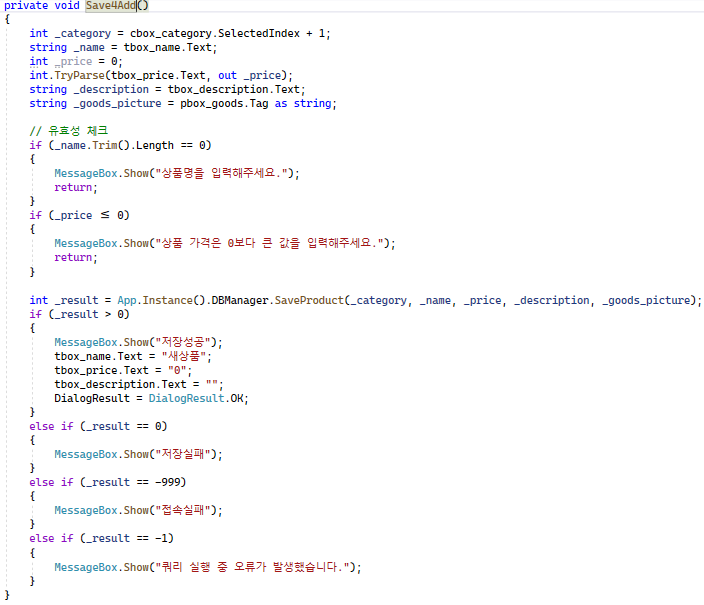 private void Save4Add()
{
    int _category = cbox_category.SelectedIndex + 1;
    string _name = tbox_name.Text;
    int _price = 0;
    int.TryParse(tbox_price.Text, out _price);
    string _description = tbox_description.Text;
    string _goods_picture = pbox_goods.Tag as string;

    // 유효성 체크
    if (_name.Trim().Length == 0)
    {
        MessageBox.Show("상품명을 입력해주세요.");
        return;
    }
    if (_price ≤ 0)
    {
        MessageBox.Show("상품 가격은 0보다 큰 값을 입력해주세요.");
        return;
    }

    int _result = App.Instance().DBManager.SaveProduct(_category, _name, _price, _description, _goods_picture);
    if (_result > 0)
    {
        MessageBox.Show("저장성공");
        tbox_name.Text = "새상품";
        tbox_price.Text = "0";
        tbox_description.Text = "";
        DialogResult = DialogResult.OK;
    }
    else if (_result == 0)
    {
        MessageBox.Show("저장실패");
    }
    else if (_result == -999)
    {
        MessageBox.Show("접속실패");
    }
    else if (_result == -1)
    {
        MessageBox.Show("쿼리 실행 중 오류가 발생했습니다.");
    }
}